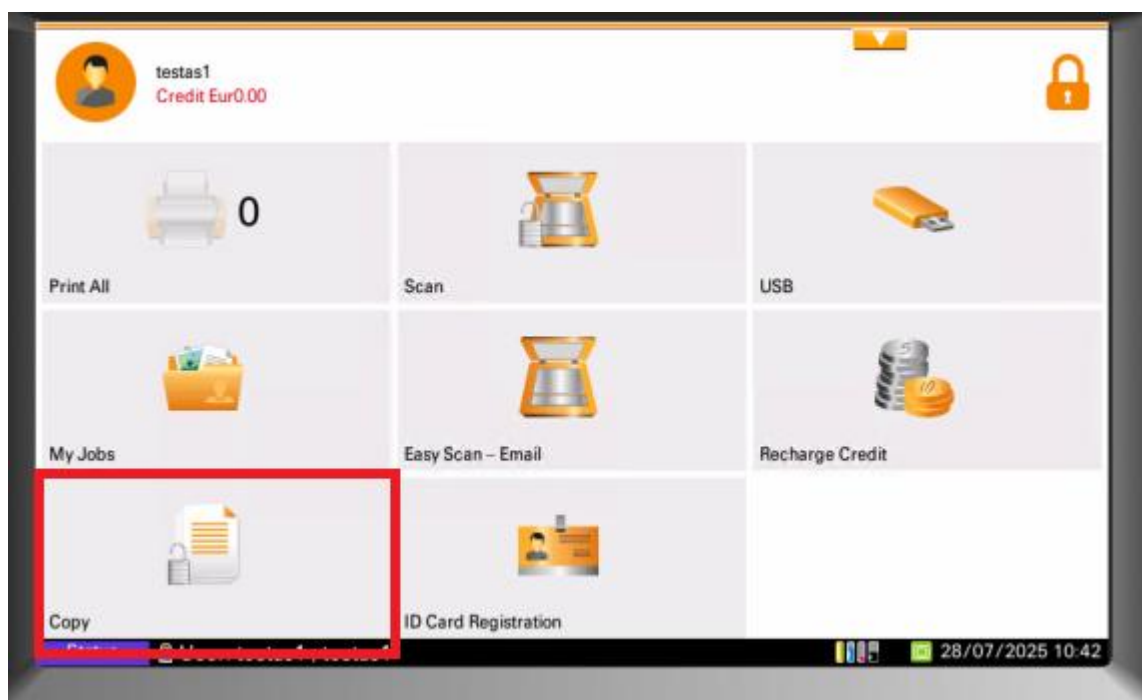 testas1
Credit Eur0.00
0
Print All
Scan
USB
My Jobs
Easy Scan – Email
Recharge Credit
Copy
ID Card Registration
28/07/2025 10:42